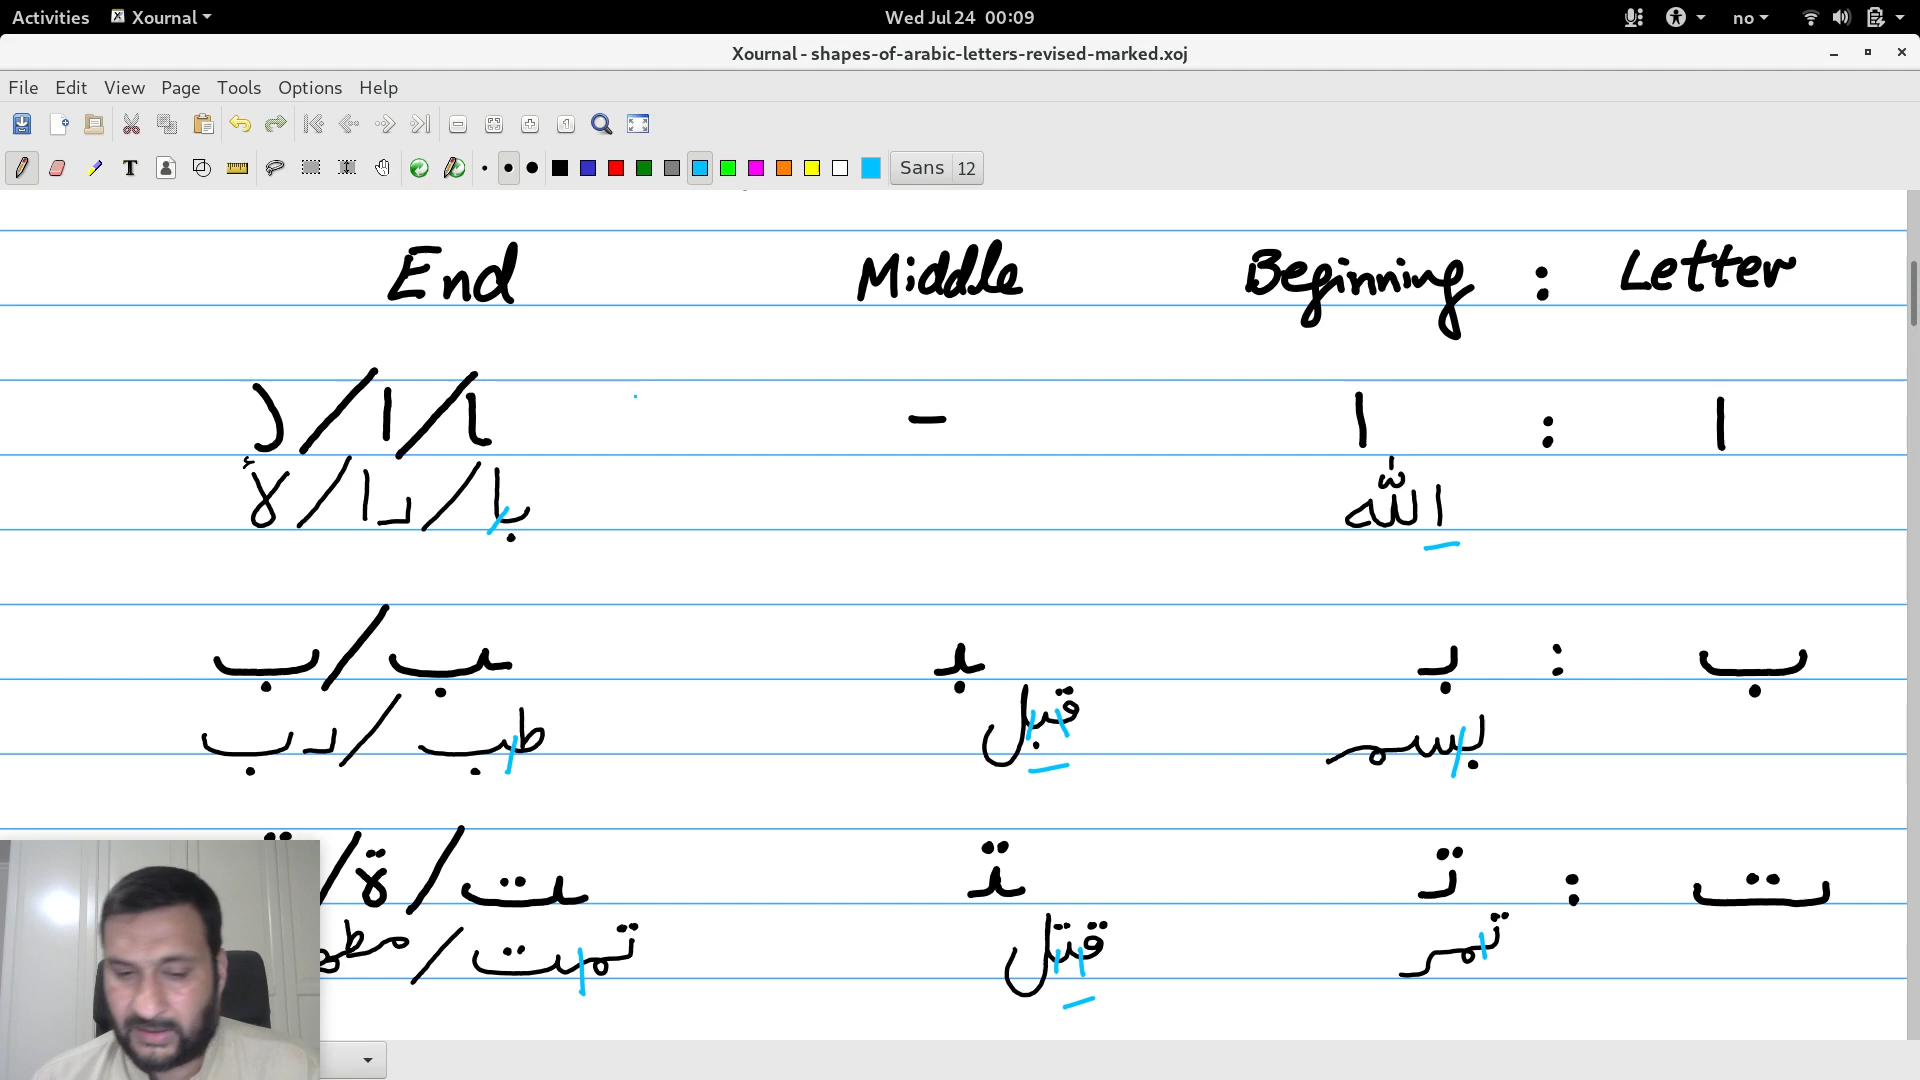 Activities Xournal Wed Jul 24 00:09 no
Xournal - shapes-of-arabic-letters-revised-marked.xoj
File Edit View Page Tools Options Help
Sans 12
Letter : Beginning Middle End
ا : ا - ـا / ا / لا
الله با / دا / لأ
ب : بـ ـبـ ـب / ب
بسم قبل طب / دب
ت : تـ ـتـ ـت / ة /
تمر قتل تمت /